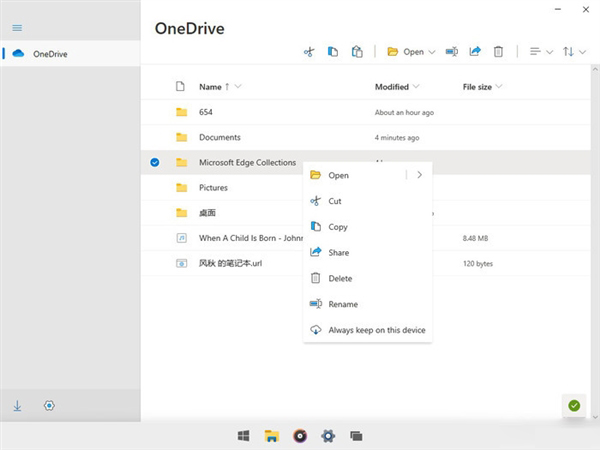 OneDrive
OneDrive
Open
Name Modified File size
654 About an hour ago
Documents 4 minutes ago
Microsoft Edge Collections
Pictures
桌面
When A Child Is Born - Johnn 8.48 MB
风秋 的笔记本.url 120 bytes
Open
Cut
Copy
Share
Delete
Rename
Always keep on this device